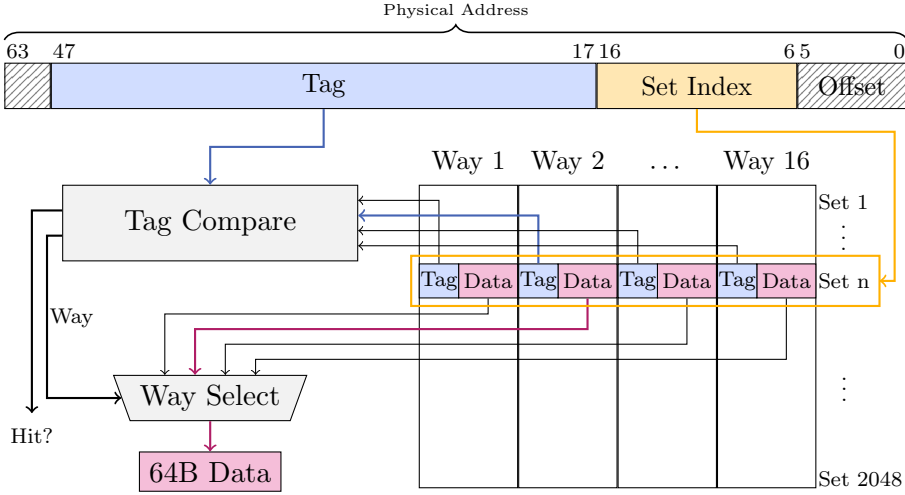 Physical Address
63 47 17 16 6 5 0
Tag Set Index Offset
Way 1 Way 2 ... Way 16
Tag Compare
Set 1
⋮
Tag Data Tag Data Tag Data Tag Data Set n
Way
Way Select
⋮
Hit?
64B Data
Set 2048